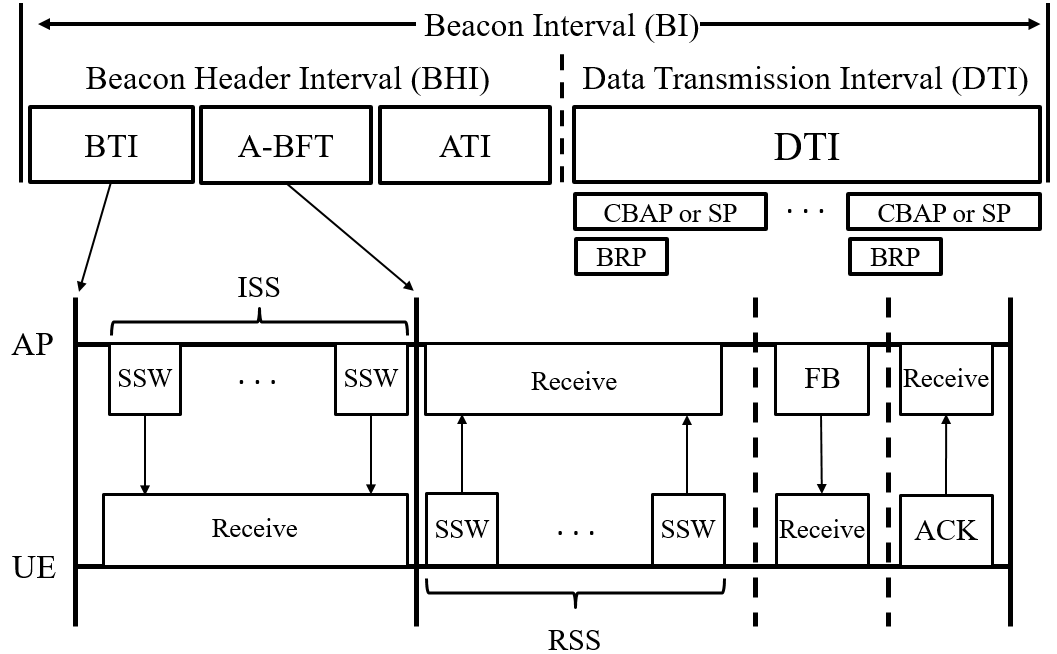 Beacon Interval (BI)
Beacon Header Interval (BHI)
Data Transmission Interval (DTI)
BTI
A-BFT
ATI
DTI
CBAP or SP
. . .
CBAP or SP
BRP
BRP
ISS
AP
SSW
. . .
SSW
Receive
FB
Receive
Receive
SSW
. . .
SSW
Receive
ACK
UE
RSS